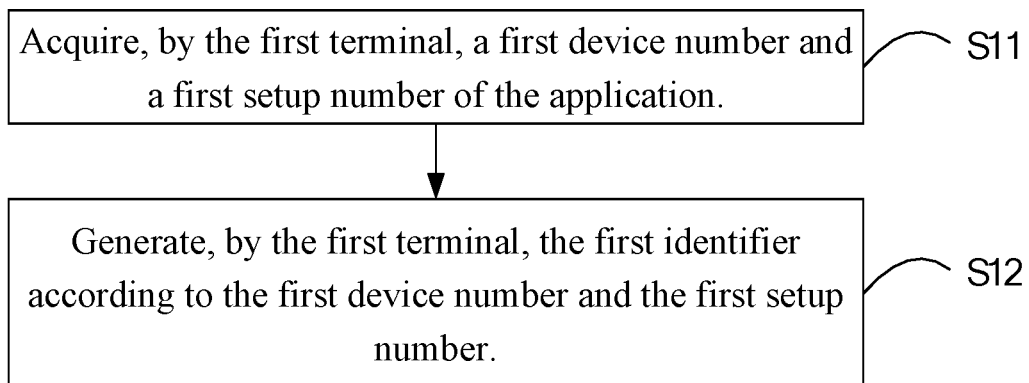 Acquire, by the first terminal, a first device number and
a first setup number of the application.
S11
Generate, by the first terminal, the first identifier
according to the first device number and the first setup
number.
S12